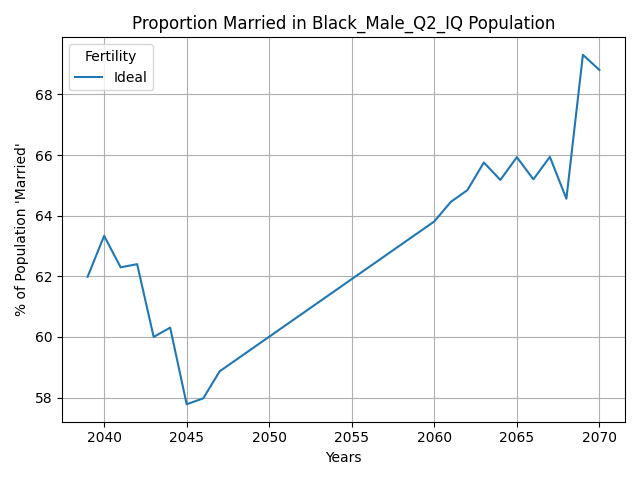 Proportion Married in Black_Male_Q2_IQ Population
Fertility
Ideal
% of Population 'Married'
68
66
64
62
60
58
2040 2045 2050 2055 2060 2065 2070
Years